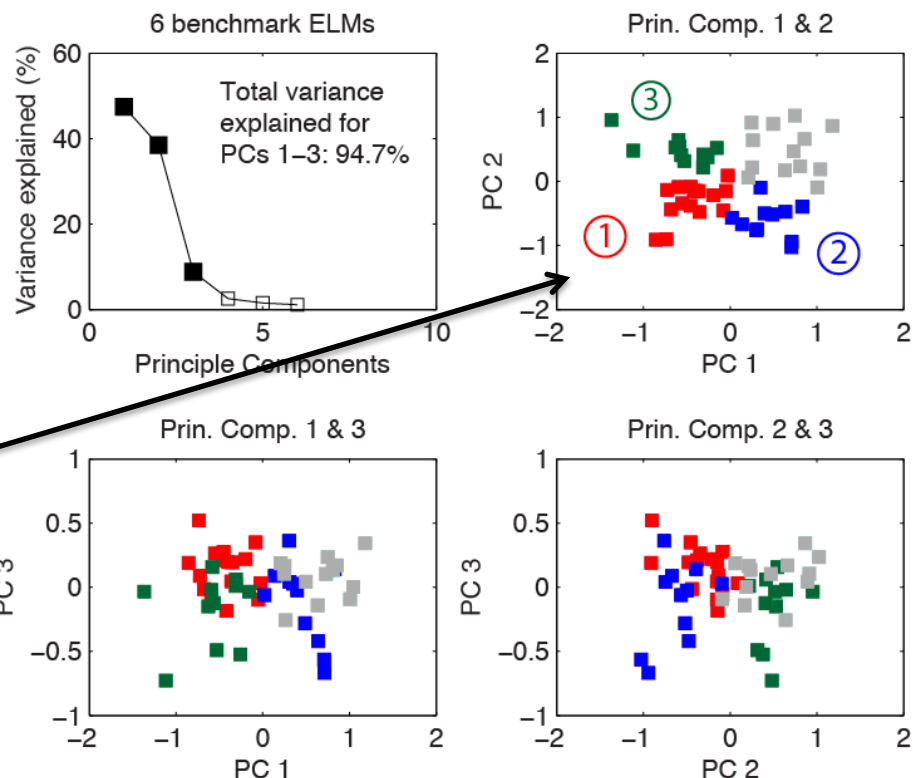 6 benchmark ELMs
Variance explained (%)
60
40
20
0
Total variance
explained for
PCs 1–3: 94.7%
0
5
10
Principle Components
Prin. Comp. 1 & 2
PC 2
2
1
0
−1
−2
3
1
2
−2
−1
0
1
2
PC 1
Prin. Comp. 1 & 3
PC 3
1
0.5
0
−0.5
−1
−2
−1
0
1
2
PC 1
Prin. Comp. 2 & 3
PC 3
1
0.5
0
−0.5
−1
−2
−1
0
1
2
PC 2